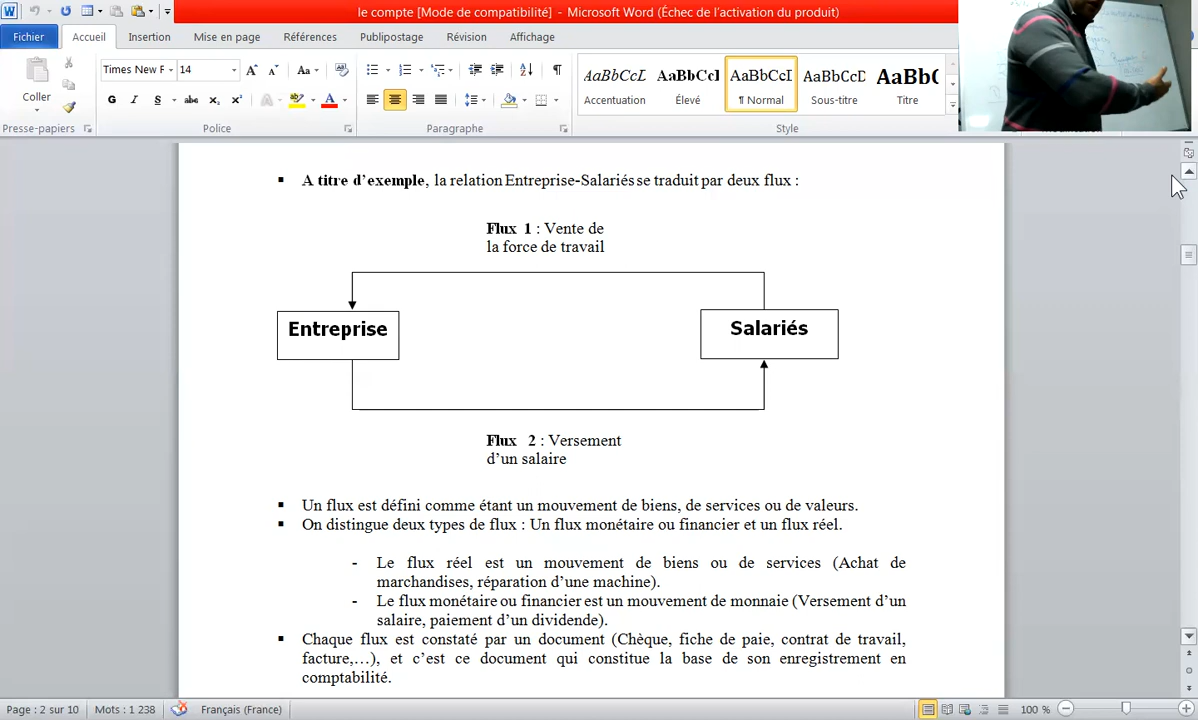 le compte [Mode de compatibilité] - Microsoft Word (Échec de l'activation du produit)
Fichier Accueil Insertion Mise en page Références Publipostage Révision Affichage
Coller
Times New F 14
G I S abc x₂ x² A A
AaBbCcL AaBbCcI AaBbCcI AaBbCcD AaBbC
Accentuation Élevé ¶ Normal Sous-titre Titre
Presse-papiers Police Paragraphe Style
▪ A titre d'exemple, la relation Entreprise-Salariés se traduit par deux flux :
Flux 1 : Vente de
la force de travail
Entreprise Salariés
Flux 2 : Versement
d'un salaire
▪ Un flux est défini comme étant un mouvement de biens, de services ou de valeurs.
▪ On distingue deux types de flux : Un flux monétaire ou financier et un flux réel.
- Le flux réel est un mouvement de biens ou de services (Achat de
marchandises, réparation d'une machine).
- Le flux monétaire ou financier est un mouvement de monnaie (Versement d'un
salaire, paiement d'un dividende).
▪ Chaque flux est constaté par un document (Chèque, fiche de paie, contrat de travail,
facture,…), et c'est ce document qui constitue la base de son enregistrement en
comptabilité.
Page : 2 sur 10 Mots : 1 238 Français (France) 100 %